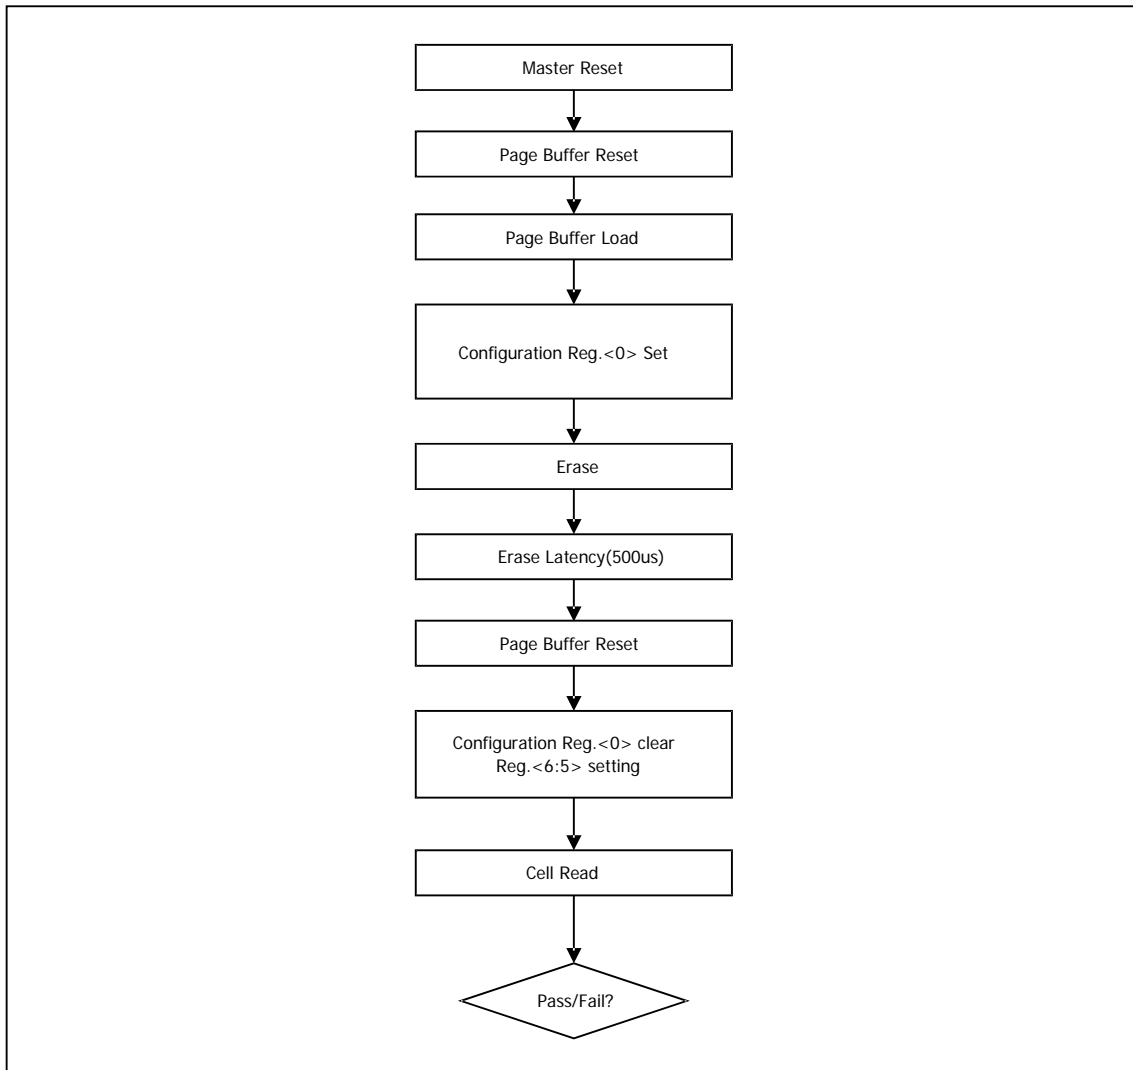 Master Reset
Page Buffer Reset
Page Buffer Load
Configuration Reg.<0> Set
Erase
Erase Latency(500us)
Page Buffer Reset
Configuration Reg.<0> clear
Reg.<6:5> setting
Cell Read
Pass/Fail?